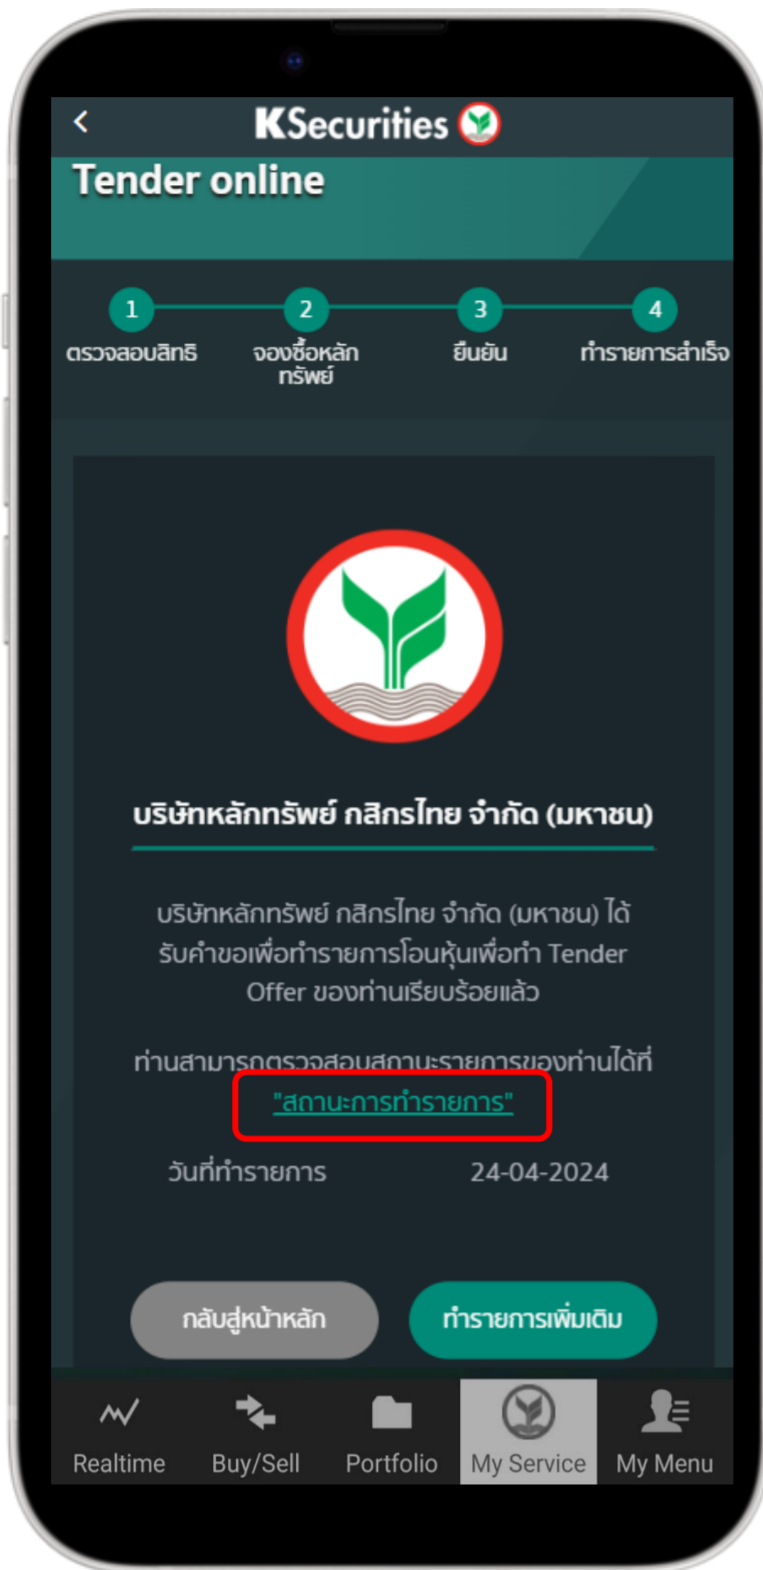 KSecurities
Tender online
1 2 3 4
ตรวจสอบสิทธิ จองซื้อหลัก ยืนยัน ทำรายการสำเร็จ
ทรัพย์
บริษัทหลักทรัพย์ กสิกรไทย จำกัด (มหาชน)
บริษัทหลักทรัพย์ กสิกรไทย จำกัด (มหาชน) ได้
รับคำขอเพื่อทำรายการโอนหุ้นเพื่อทำ Tender
Offer ของท่านเรียบร้อยแล้ว
ท่านสามารถตรวจสอบสถานะรายการของท่านได้ที่
"สถานะการทำรายการ"
วันที่ทำรายการ 24-04-2024
กลับสู่หน้าหลัก ทำรายการเพิ่มเติม
Realtime Buy/Sell Portfolio My Service My Menu